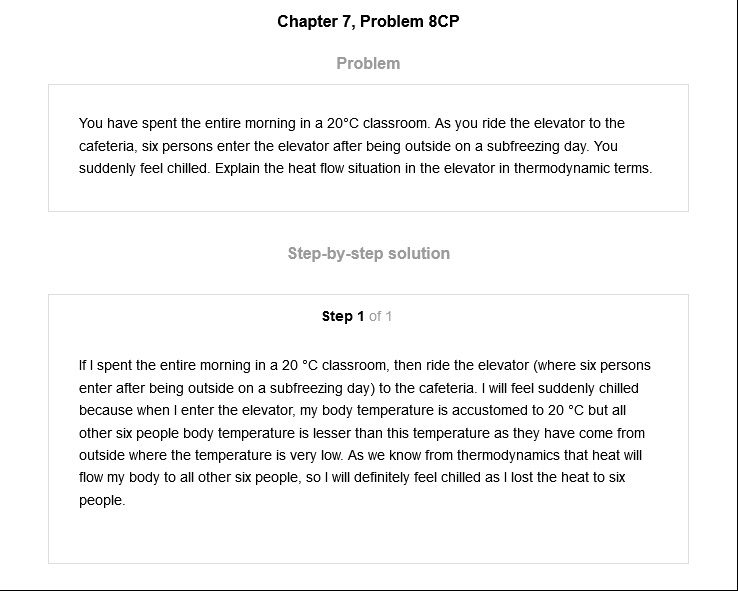 Chapter 7, Problem 8CP
Problem
You have spent the entire morning in a 20°C classroom. As you ride the elevator to the
cafeteria, six persons enter the elevator after being outside on a subfreezing day. You
suddenly feel chilled. Explain the heat flow situation in the elevator in thermodynamic terms.
Step-by-step solution
Step 1 of 1
If I spent the entire morning in a 20 °C classroom, then ride the elevator (where six persons
enter after being outside on a subfreezing day) to the cafeteria. I will feel suddenly chilled
because when I enter the elevator, my body temperature is accustomed to 20 °C but all
other six people body temperature is lesser than this temperature as they have come from
outside where the temperature is very low. As we know from thermodynamics that heat will
flow my body to all other six people, so I will definitely feel chilled as I lost the heat to six
people.